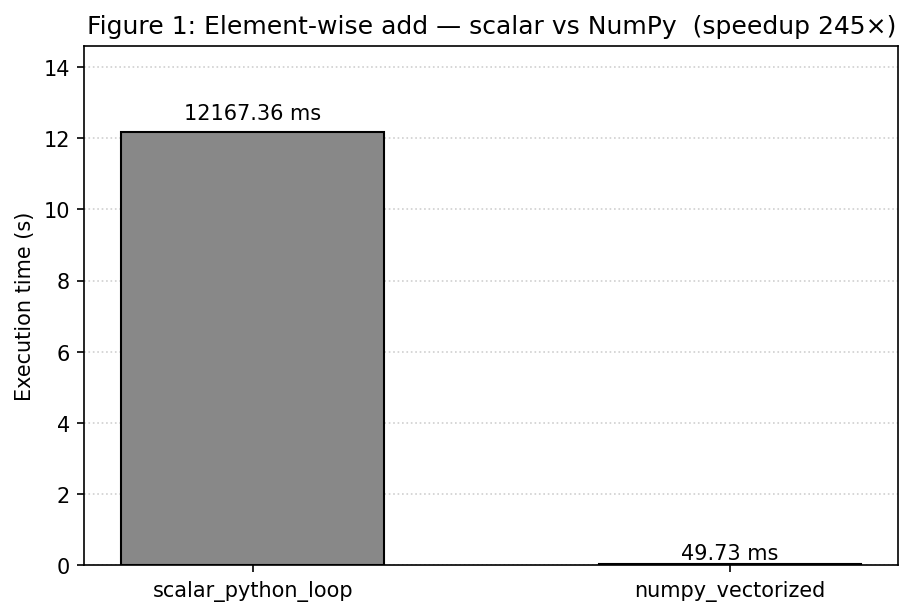 Figure 1: Element-wise add — scalar vs NumPy  (speedup 245×)
Execution time (s)
14
12
10
8
6
4
2
0
12167.36 ms
49.73 ms
scalar_python_loop
numpy_vectorized